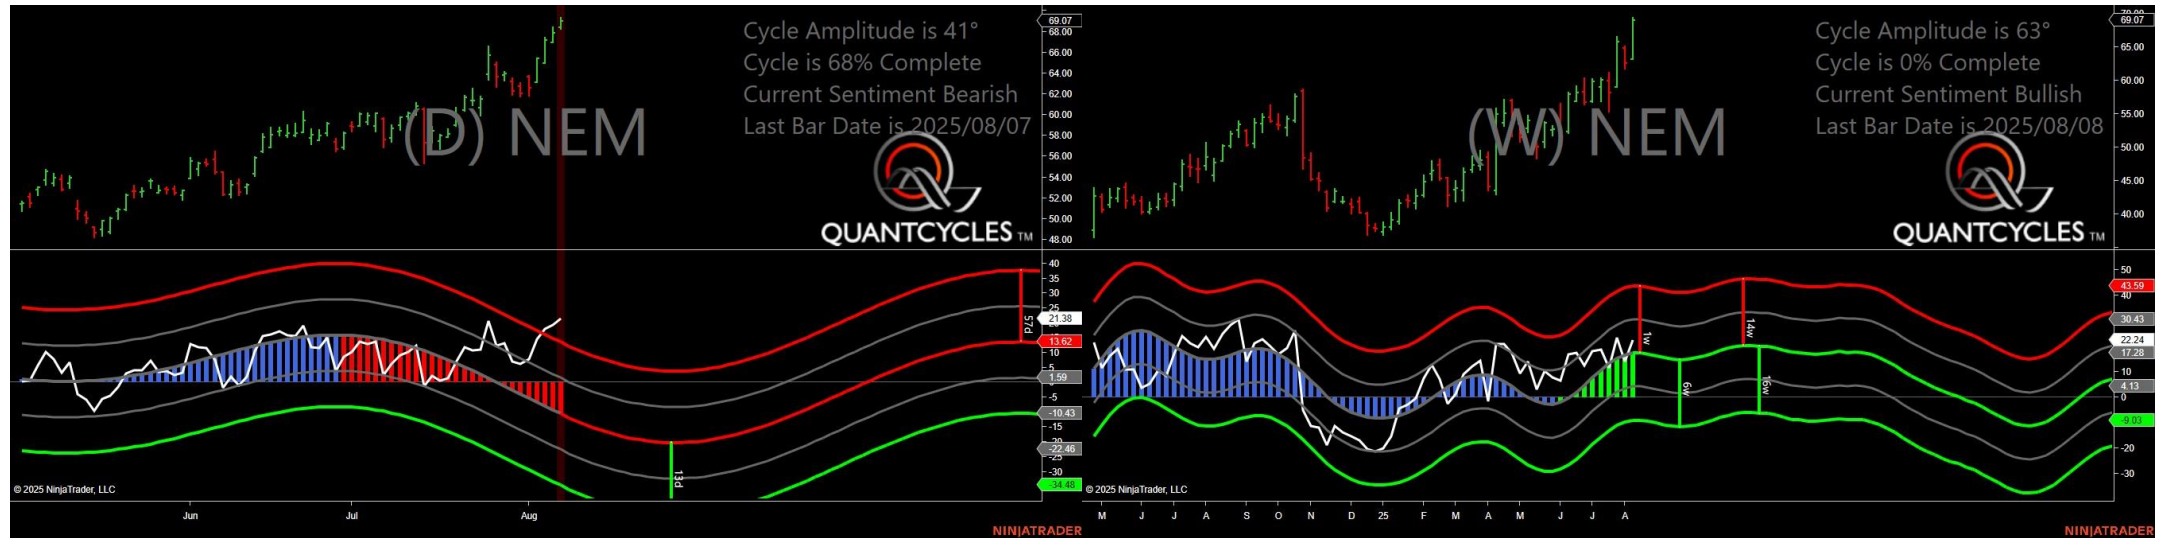 Cycle Amplitude is 41°
Cycle is 68% Complete
Current Sentiment Bearish
Last Bar Date is 2025/08/07
(D) NEM
QUANTCYCLES TM
69.07
68.00
66.00
64.00
62.00
60.00
58.00
56.00
54.00
52.00
50.00
48.00
40
35
30
25
21.38
13.62
10
5
1.59
-5
-10.43
-15
-20
-22.46
-25
-30
-34.48
57d
13d
© 2025 NinjaTrader, LLC
Jun Jul Aug
NINJATRADER
Cycle Amplitude is 63°
Cycle is 0% Complete
Current Sentiment Bullish
Last Bar Date is 2025/08/08
(W) NEM
QUANTCYCLES TM
70.00
69.07
65.00
60.00
55.00
50.00
45.00
40.00
50
43.59
40
30.43
22.24
17.28
10
4.13
0
-9.03
-20
-30
1w
14w
6w
16w
© 2025 NinjaTrader, LLC
M J J A S O N D 25 F M A M J J A
NINJATRADER